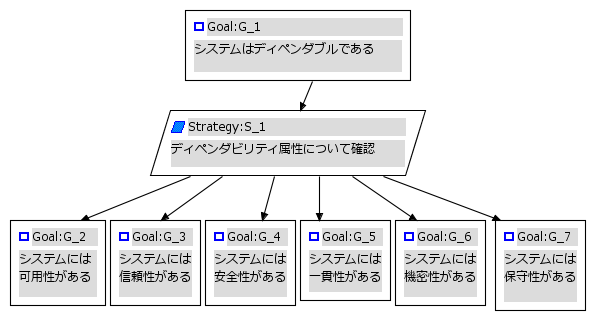 Goal:G_1
システムはディペンダブルである
Strategy:S_1
ディペンダビリティ属性について確認
Goal:G_2
システムには
可用性がある
Goal:G_3
システムには
信頼性がある
Goal:G_4
システムには
安全性がある
Goal:G_5
システムには
一貫性がある
Goal:G_6
システムには
機密性がある
Goal:G_7
システムには
保守性がある